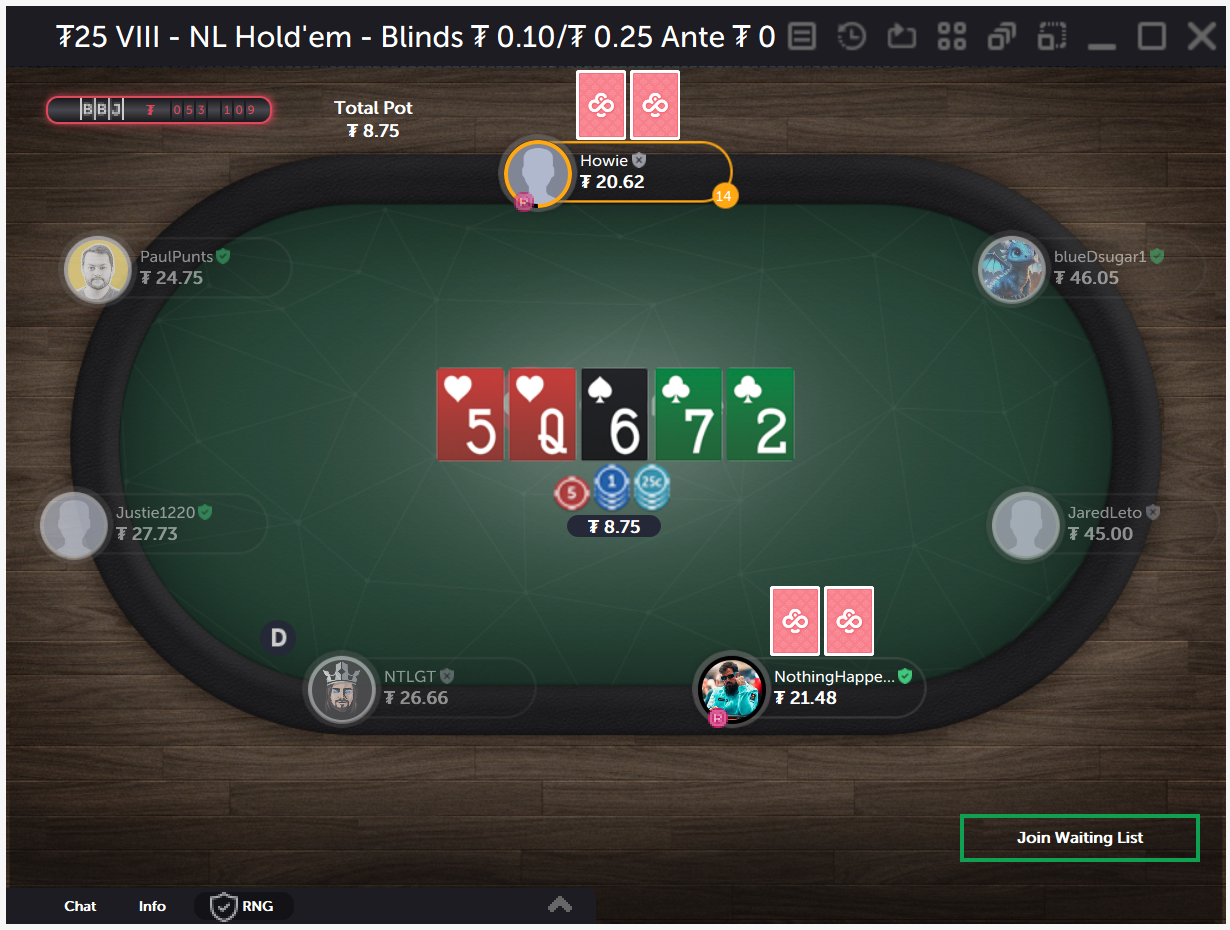 ₮25 VIII - NL Hold'em - Blinds ₮ 0.10/₮ 0.25 Ante ₮ 0
BBJ ₮ 053 109
Total Pot
₮ 8.75
Howie
₮ 20.62
R
14
PaulPunts
₮ 24.75
blueDsugar1
₮ 46.05
5 Q 6 7 2
5 1 25c
₮ 8.75
Justie1220
₮ 27.73
JaredLeto
₮ 45.00
D
NTLGT
₮ 26.66
NothingHappe...
₮ 21.48
R
Join Waiting List
Chat Info RNG